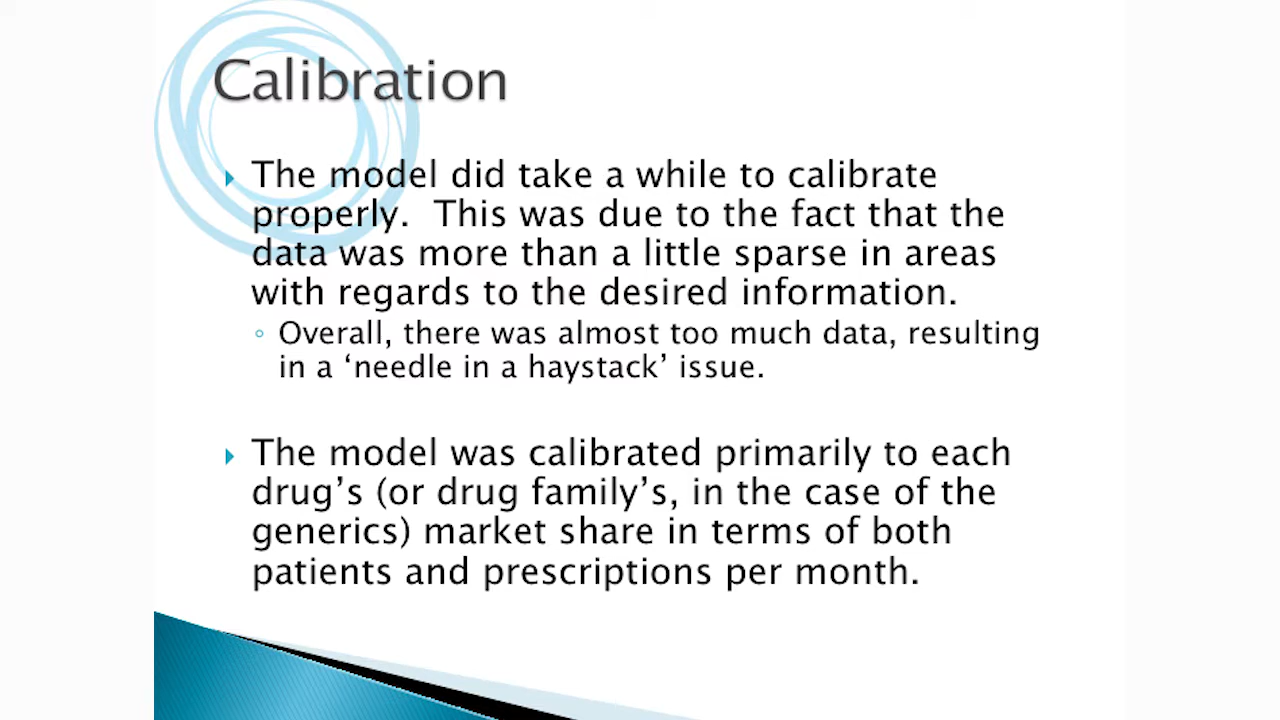 Calibration
The model did take a while to calibrate
properly.  This was due to the fact that the
data was more than a little sparse in areas
with regards to the desired information.
Overall, there was almost too much data, resulting
in a ‘needle in a haystack’ issue.
The model was calibrated primarily to each
drug’s (or drug family’s, in the case of the
generics) market share in terms of both
patients and prescriptions per month.